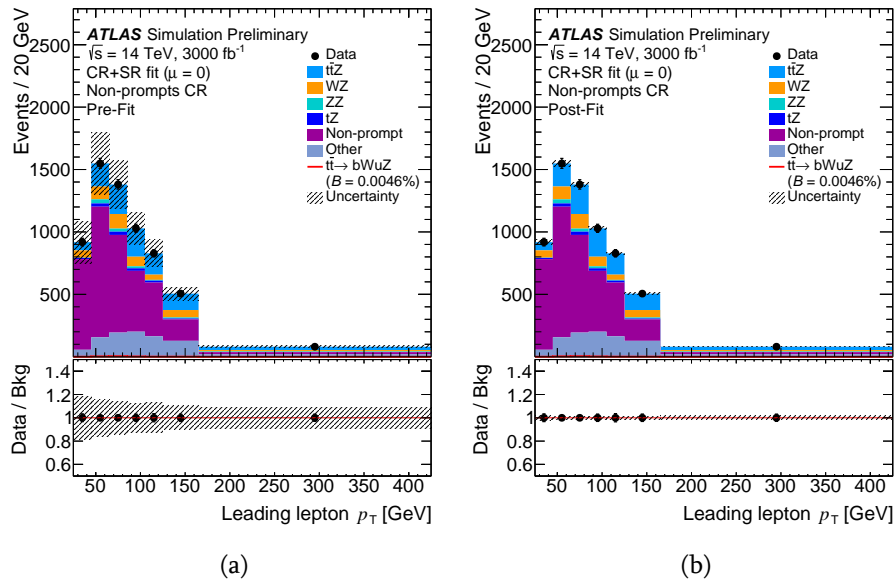 ATLAS Simulation Preliminary
√s = 14 TeV, 3000 fb⁻¹
CR+SR fit (μ = 0)
Non-prompts CR
Pre-Fit
Data
tt̄Z
WZ
ZZ
tZ
Non-prompt
Other
tt̄→ bWuZ
(B = 0.0046%)
Uncertainty
Events / 20 GeV
2500
2000
1500
1000
500
Data / Bkg
1.4
1.2
1
0.8
0.6
50 100 150 200 250 300 350 400
Leading lepton p_T [GeV]
(a)
ATLAS Simulation Preliminary
√s = 14 TeV, 3000 fb⁻¹
CR+SR fit (μ = 0)
Non-prompts CR
Post-Fit
Data
tt̄Z
WZ
ZZ
tZ
Non-prompt
Other
tt̄→ bWuZ
(B = 0.0046%)
Uncertainty
Events / 20 GeV
2500
2000
1500
1000
500
Data / Bkg
1.4
1.2
1
0.8
0.6
50 100 150 200 250 300 350 400
Leading lepton p_T [GeV]
(b)